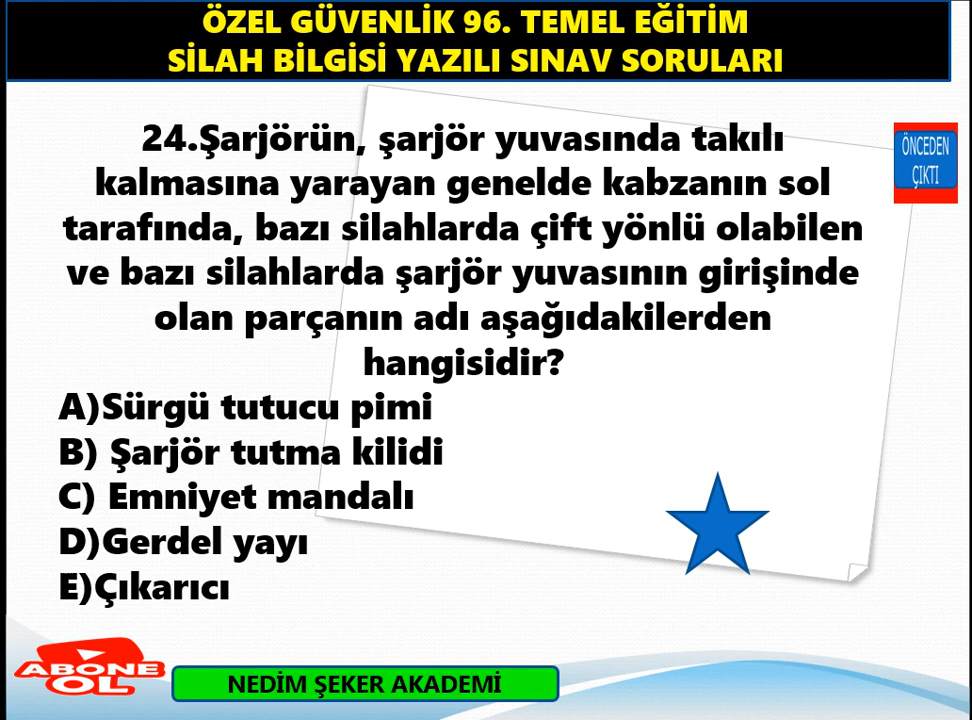 ÖZEL GÜVENLİK 96. TEMEL EĞİTİM
SİLAH BİLGİSİ YAZILI SINAV SORULARI
ÖNCEDEN
ÇIKTI
24.Şarjörün, şarjör yuvasında takılı
kalmasına yarayan genelde kabzanın sol
tarafında, bazı silahlarda çift yönlü olabilen
ve bazı silahlarda şarjör yuvasının girişinde
olan parçanın adı aşağıdakilerden
hangisidir?
A)Sürgü tutucu pimi
B) Şarjör tutma kilidi
C) Emniyet mandalı
D)Gerdel yayı
E)Çıkarıcı
ABONE
OL
NEDİM ŞEKER AKADEMİ